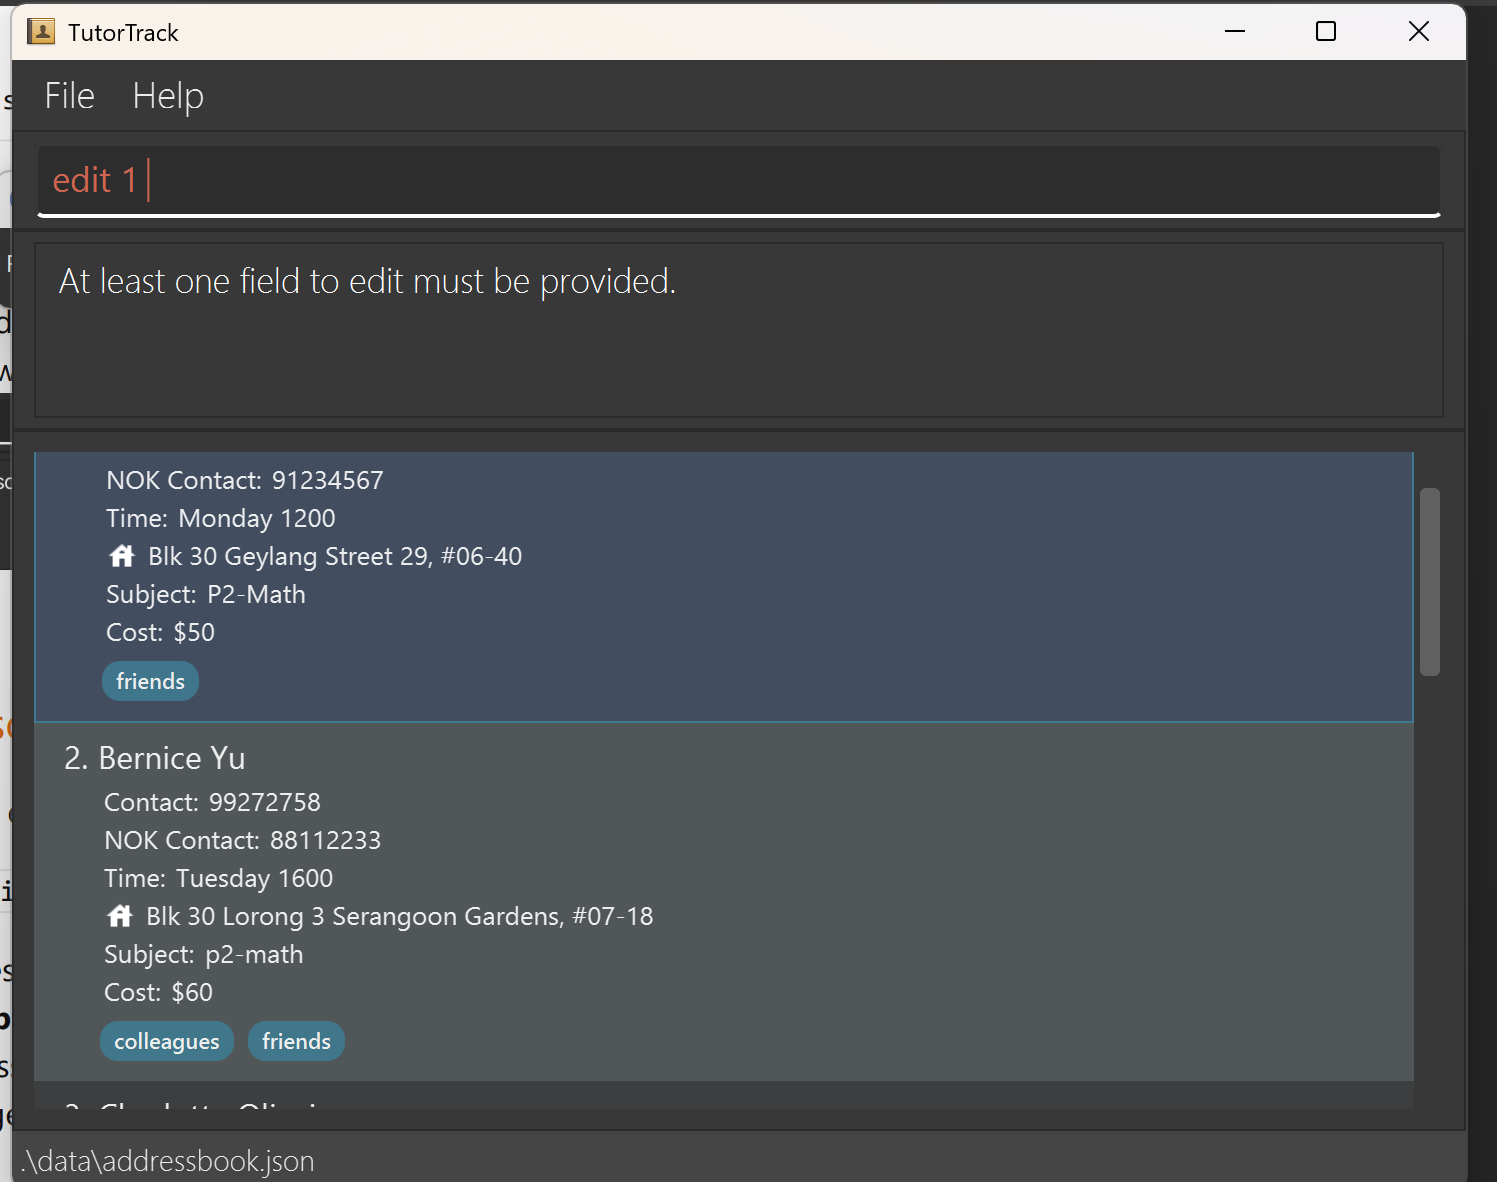 TutorTrack
File Help
edit 1
At least one field to edit must be provided.
NOK Contact: 91234567
Time: Monday 1200
Blk 30 Geylang Street 29, #06-40
Subject: P2-Math
Cost: $50
friends
2. Bernice Yu
Contact: 99272758
NOK Contact: 88112233
Time: Tuesday 1600
Blk 30 Lorong 3 Serangoon Gardens, #07-18
Subject: p2-math
Cost: $60
colleagues friends
.\data\addressbook.json